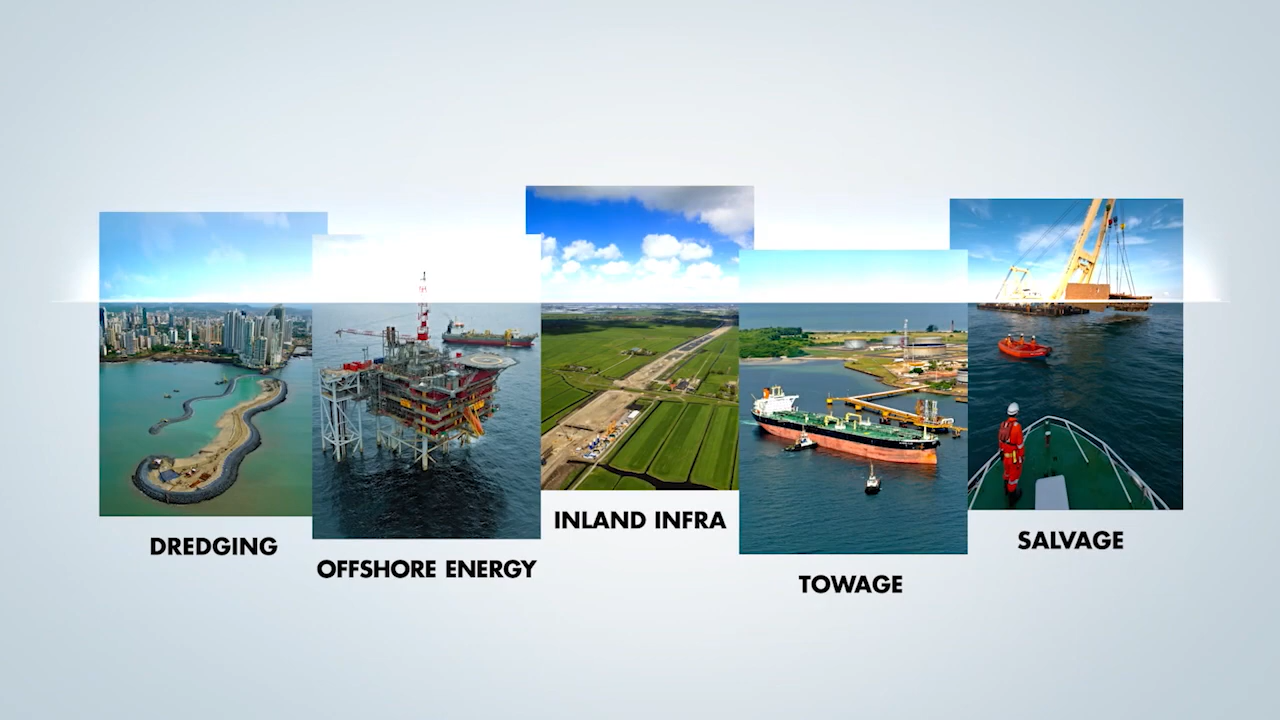 DREDGING
OFFSHORE ENERGY
INLAND INFRA
TOWAGE
SALVAGE